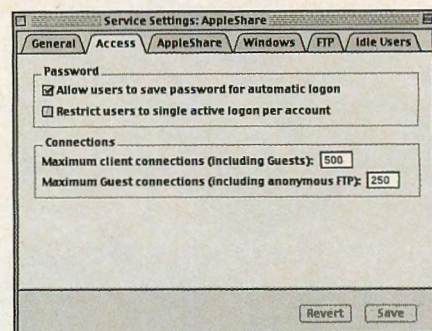 Service Settings: AppleShare
General Access AppleShare Windows FTP Idle Users
Password
Allow users to save password for automatic logon
Restrict users to single active logon per account
Connections
Maximum client connections (including Guests): 500
Maximum Guest connections (including anonymous FTP): 250
Revert Save